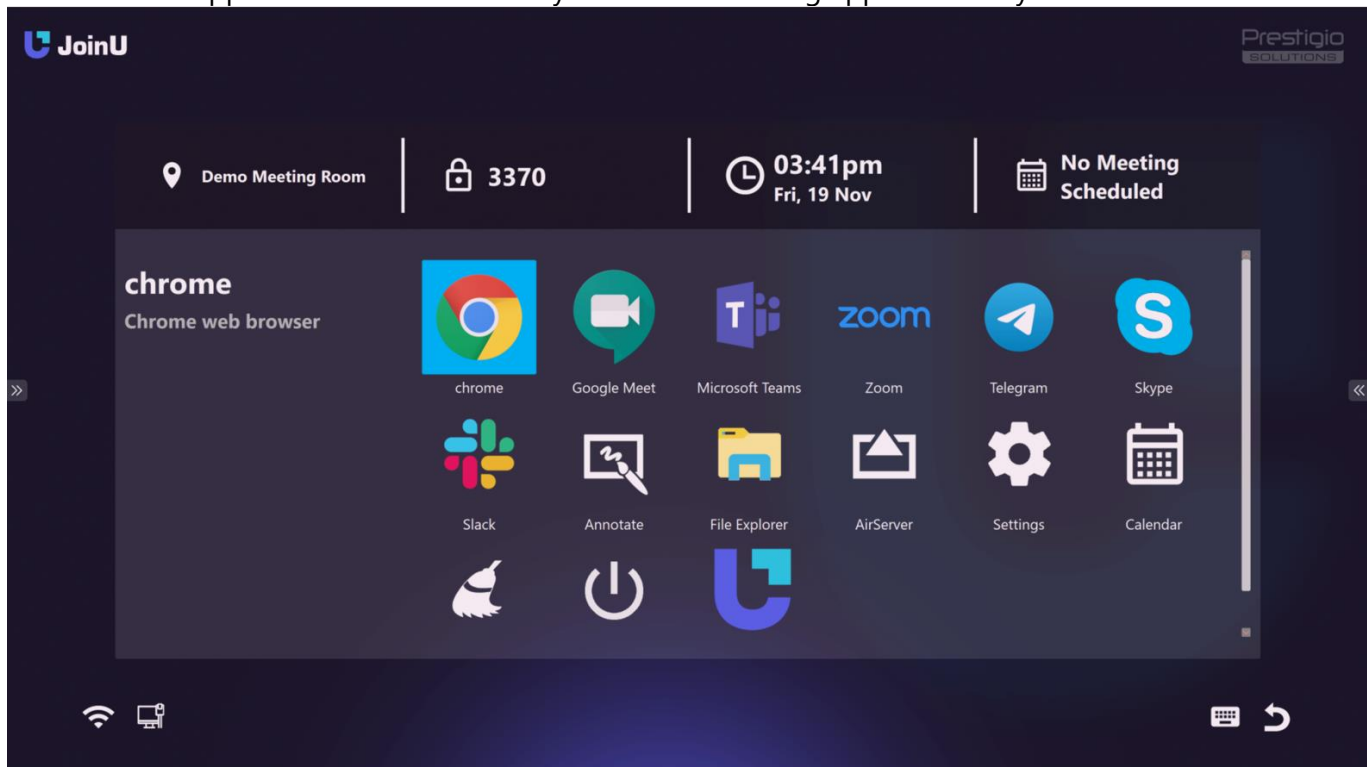 JoinU
Prestigio
SOLUTIONS
Demo Meeting Room
3370
03:41pm
Fri, 19 Nov
No Meeting
Scheduled
chrome
Chrome web browser
T
zoom
S
chrome
Google Meet
Microsoft Teams
Zoom
Telegram
Skype
Slack
Annotate
File Explorer
AirServer
Settings
Calendar